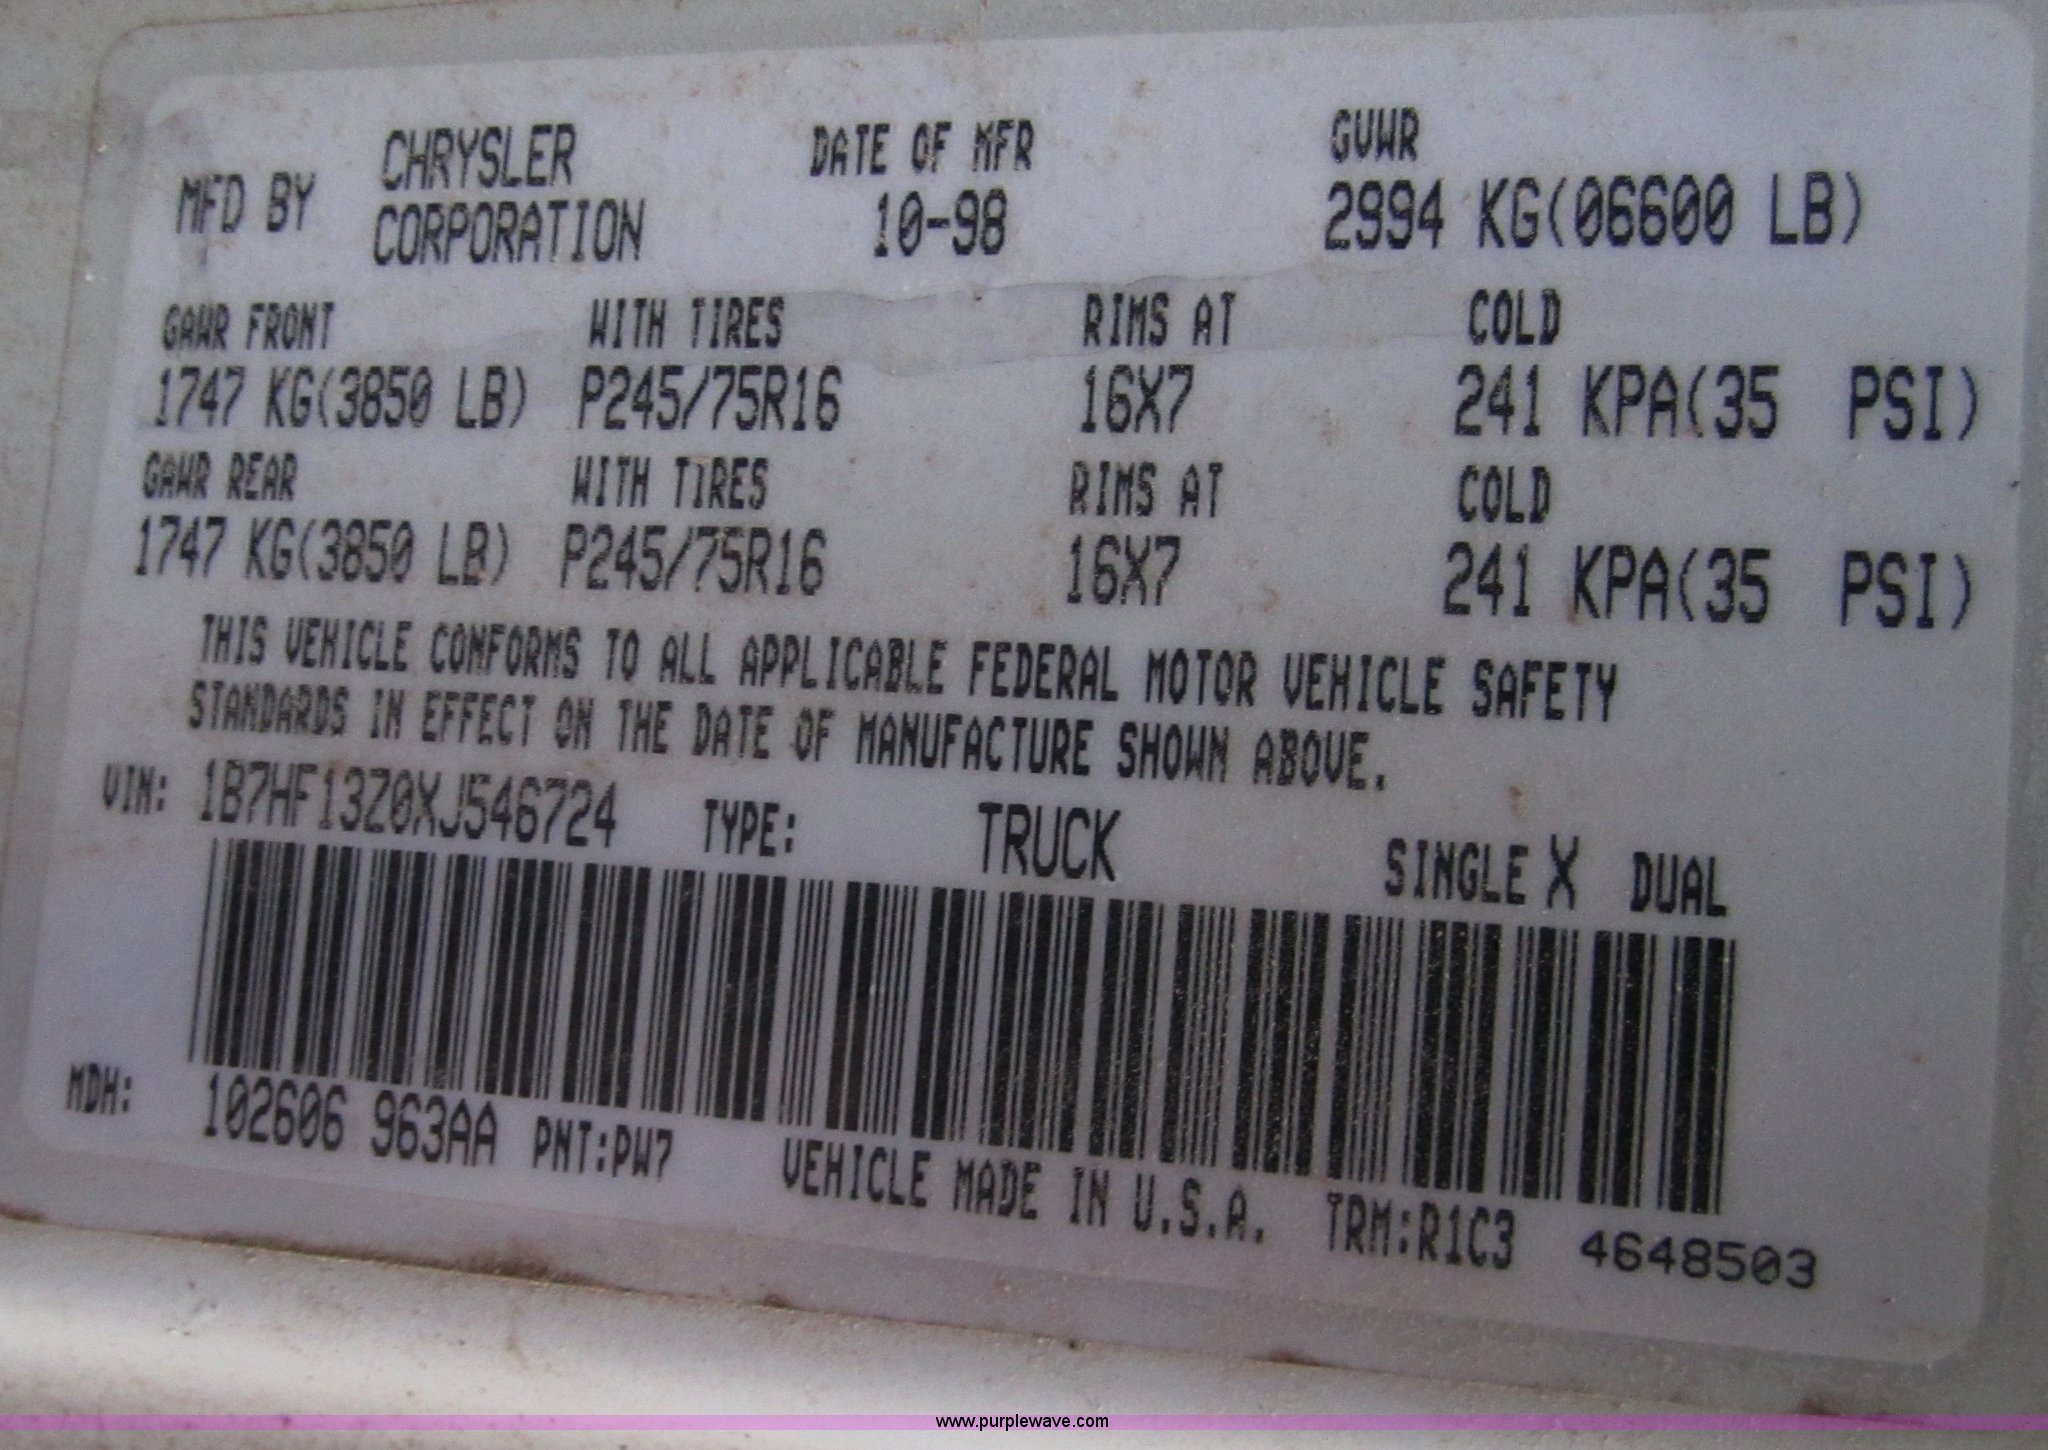 MFD BY CHRYSLER CORPORATION DATE OF MFR 10-98 GVWR 2994 KG(06600 LB)
GAWR FRONT WITH TIRES RIMS AT COLD
1747 KG(3850 LB) P245/75R16 16X7 241 KPA(35 PSI)
GAWR REAR WITH TIRES RIMS AT COLD
1747 KG(3850 LB) P245/75R16 16X7 241 KPA(35 PSI)
THIS VEHICLE CONFORMS TO ALL APPLICABLE FEDERAL MOTOR VEHICLE SAFETY
STANDARDS IN EFFECT ON THE DATE OF MANUFACTURE SHOWN ABOVE.
VIN: 1B7HF13Z0XJ546724 TYPE: TRUCK SINGLE X DUAL
MDH: 102606 963AA PNT:PW7 VEHICLE MADE IN U.S.A. TRM:R1C3 4648503
www.purplewave.com